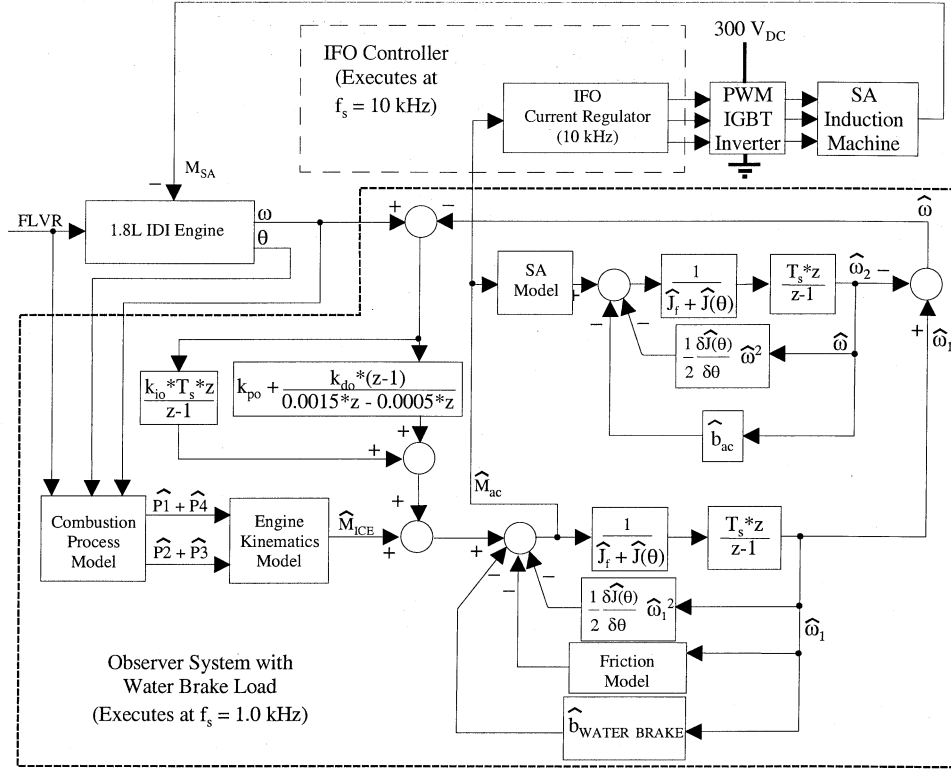 300 V_DC
IFO Controller
(Executes at
f_s = 10 kHz)
IFO
Current Regulator
(10 kHz)
PWM
IGBT
Inverter
SA
Induction
Machine
M_SA
−
FLVR
1.8L IDI Engine
ω
θ
+
−
ω̂
SA
Model
+
−
−
1
Ĵ_f + Ĵ(θ)
T_s*z
z-1
ω̂_2
−
+
ω̂_1
1 δĴ(θ)
2 δθ
ω̂^2
ω̂
b̂_ac
k_io*T_s*z
z-1
k_po + k_do*(z-1)
0.0015*z - 0.0005*z
+
+
+
+
M̂_ac
Combustion
Process
Model
P̂1 + P̂4
P̂2 + P̂3
Engine
Kinematics
Model
M̂_ICE
+
−
−
−
1
Ĵ_f + Ĵ(θ)
T_s*z
z-1
1 δĴ(θ)
2 δθ
ω̂_1^2
ω̂_1
Friction
Model
b̂_WATER BRAKE
Observer System with
Water Brake Load
(Executes at f_s = 1.0 kHz)